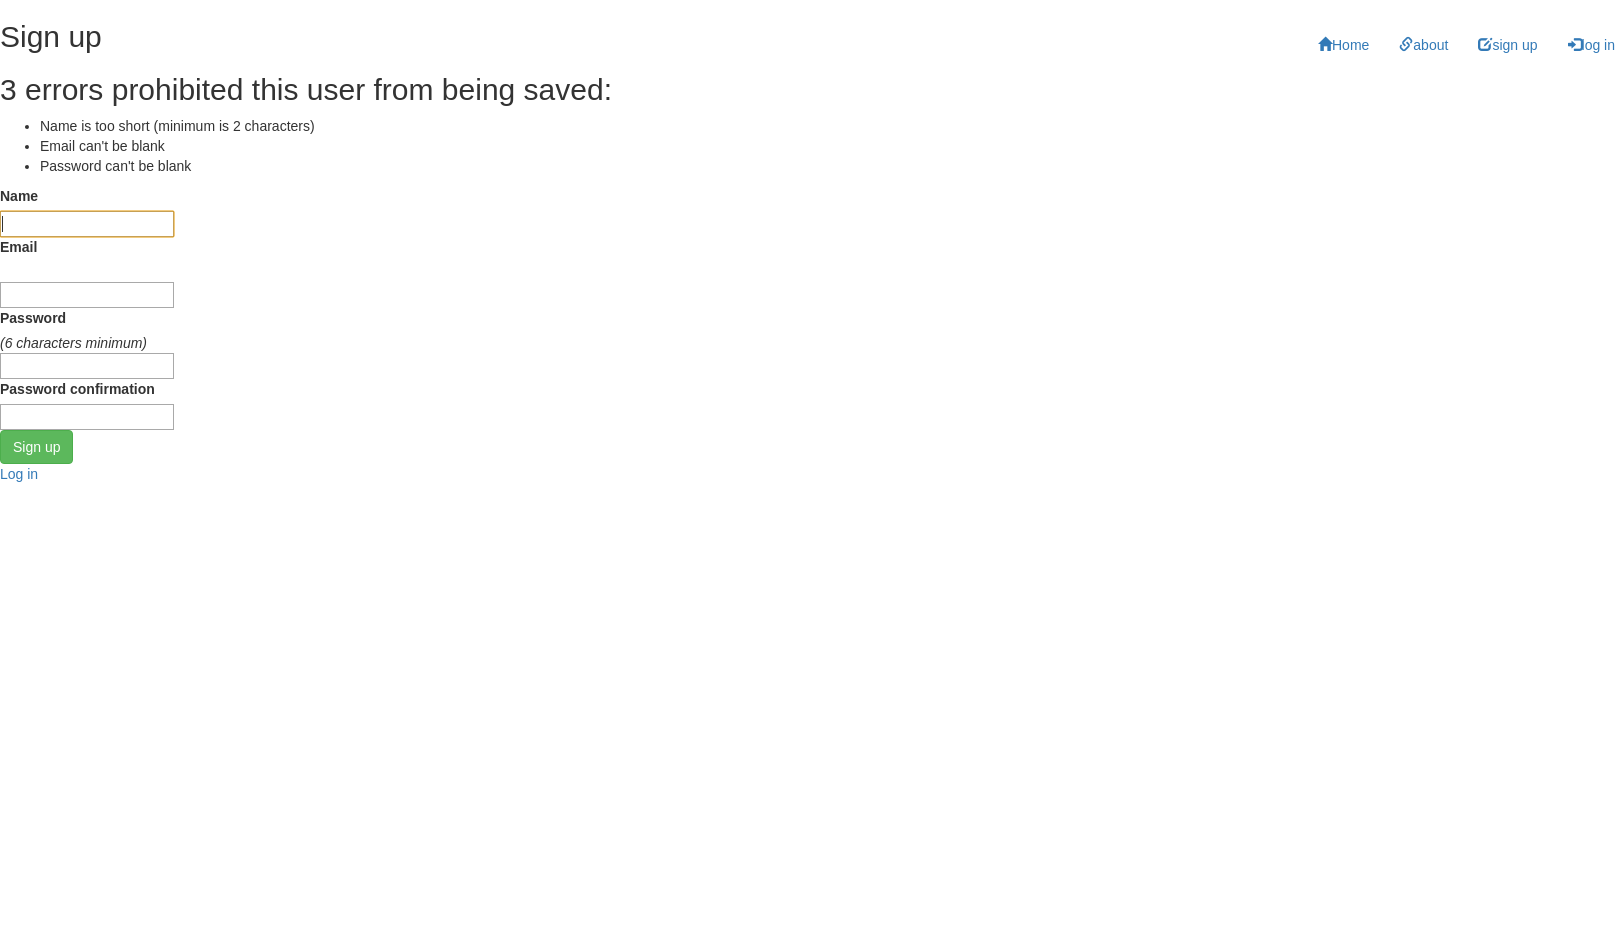 Sign up
Home about sign up log in
3 errors prohibited this user from being saved:
Name is too short (minimum is 2 characters)
Email can't be blank
Password can't be blank
Name
Email
Password
(6 characters minimum)
Password confirmation
Sign up
Log in